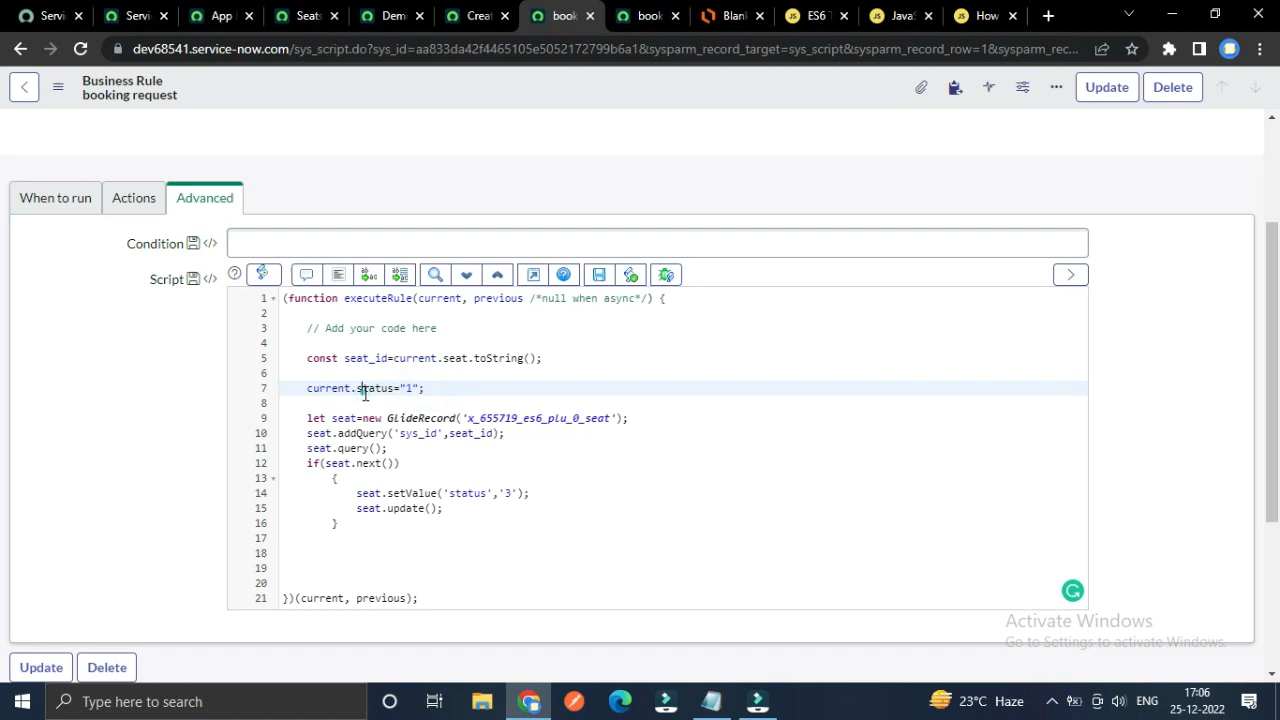 Servi
Servi
App I
Seats
Dem
Creat
book
book
Blank
ES6 T
JavaS
How
dev68541.service-now.com/sys_script.do?sys_id=aa833da42f4465105e5052172799b6a1&sysparm_record_target=sys_script&sysparm_record_row=1&sysparm_rec...
Business Rule
booking request
Update
Delete
When to run
Actions
Advanced
Condition
Script
1 (function executeRule(current, previous /*null when async*/) {
2
3 // Add your code here
4
5 const seat_id=current.seat.toString();
6
7 current.status="1";
8
9 let seat=new GlideRecord('x_655719_es6_plu_0_seat');
10 seat.addQuery('sys_id',seat_id);
11 seat.query();
12 if(seat.next())
13 {
14 seat.setValue('status','3');
15 seat.update();
16 }
17
18
19
20
21 })(current, previous);
Activate Windows
Go to Settings to activate Windows.
Update
Delete
Type here to search
23°C Haze
ENG
17:06
25-12-2022